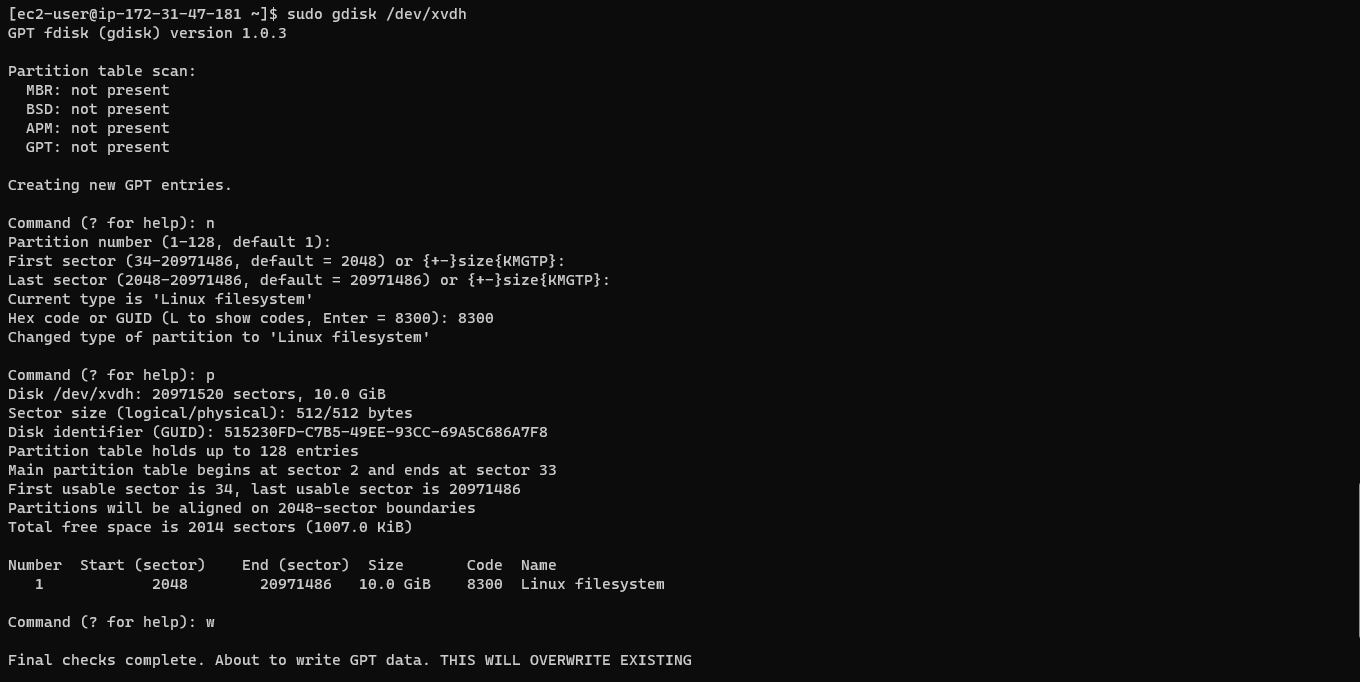 [ec2-user@ip-172-31-47-181 ~]$ sudo gdisk /dev/xvdh
GPT fdisk (gdisk) version 1.0.3
Partition table scan:
  MBR: not present
  BSD: not present
  APM: not present
  GPT: not present
Creating new GPT entries.
Command (? for help): n
Partition number (1-128, default 1):
First sector (34-20971486, default = 2048) or {+-}size{KMGTP}:
Last sector (2048-20971486, default = 20971486) or {+-}size{KMGTP}:
Current type is 'Linux filesystem'
Hex code or GUID (L to show codes, Enter = 8300): 8300
Changed type of partition to 'Linux filesystem'
Command (? for help): p
Disk /dev/xvdh: 20971520 sectors, 10.0 GiB
Sector size (logical/physical): 512/512 bytes
Disk identifier (GUID): 515230FD-C7B5-49EE-93CC-69A5C686A7F8
Partition table holds up to 128 entries
Main partition table begins at sector 2 and ends at sector 33
First usable sector is 34, last usable sector is 20971486
Partitions will be aligned on 2048-sector boundaries
Total free space is 2014 sectors (1007.0 KiB)
Number  Start (sector)    End (sector)  Size       Code  Name
   1            2048        20971486   10.0 GiB    8300  Linux filesystem
Command (? for help): w
Final checks complete. About to write GPT data. THIS WILL OVERWRITE EXISTING